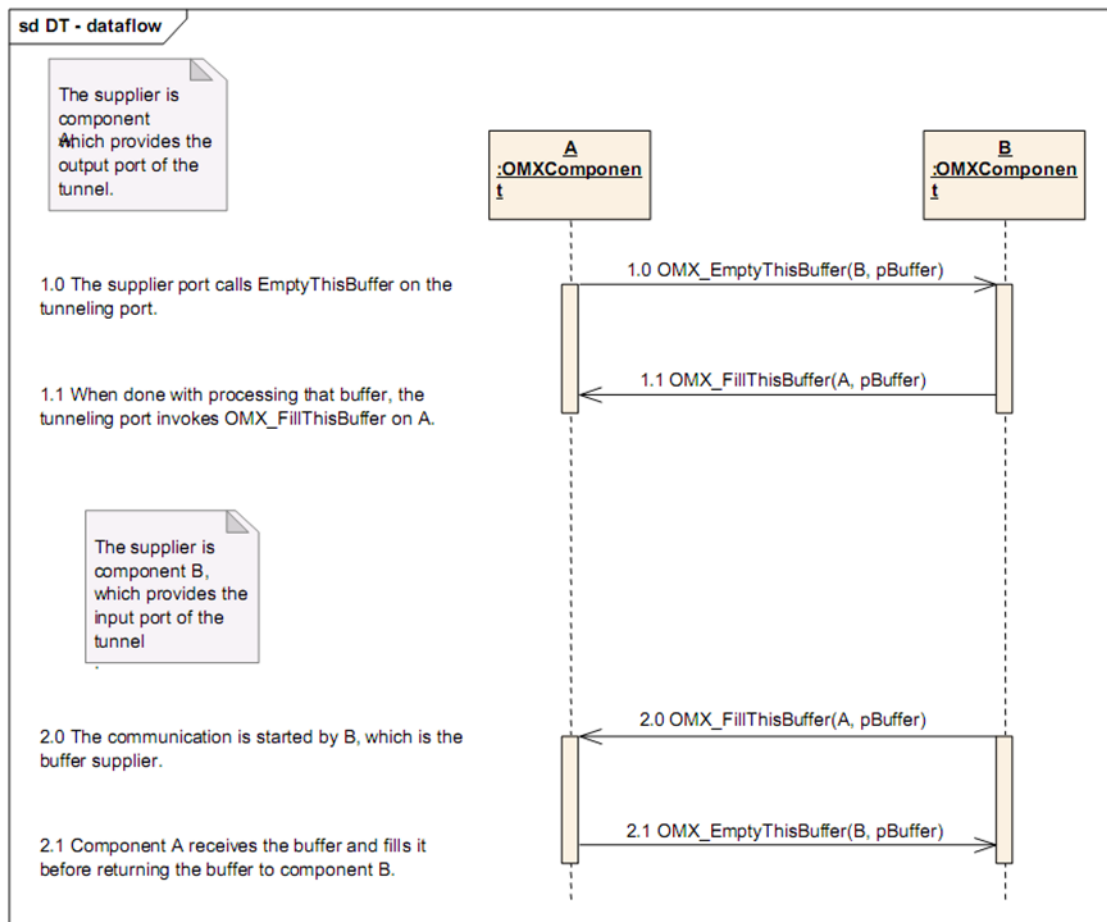 sd DT - dataflow
The supplier is
component
A,
which provides the
output port of the
tunnel.
A
:OMXComponen
t
B
:OMXComponen
t
1.0 The supplier port calls EmptyThisBuffer on the
tunneling port.
1.0 OMX_EmptyThisBuffer(B, pBuffer)
1.1 When done with processing that buffer, the
tunneling port invokes OMX_FillThisBuffer on A.
1.1 OMX_FillThisBuffer(A, pBuffer)
The supplier is
component B,
which provides the
input port of the
tunnel
.
2.0 The communication is started by B, which is the
buffer supplier.
2.0 OMX_FillThisBuffer(A, pBuffer)
2.1 Component A receives the buffer and fills it
before returning the buffer to component B.
2.1 OMX_EmptyThisBuffer(B, pBuffer)